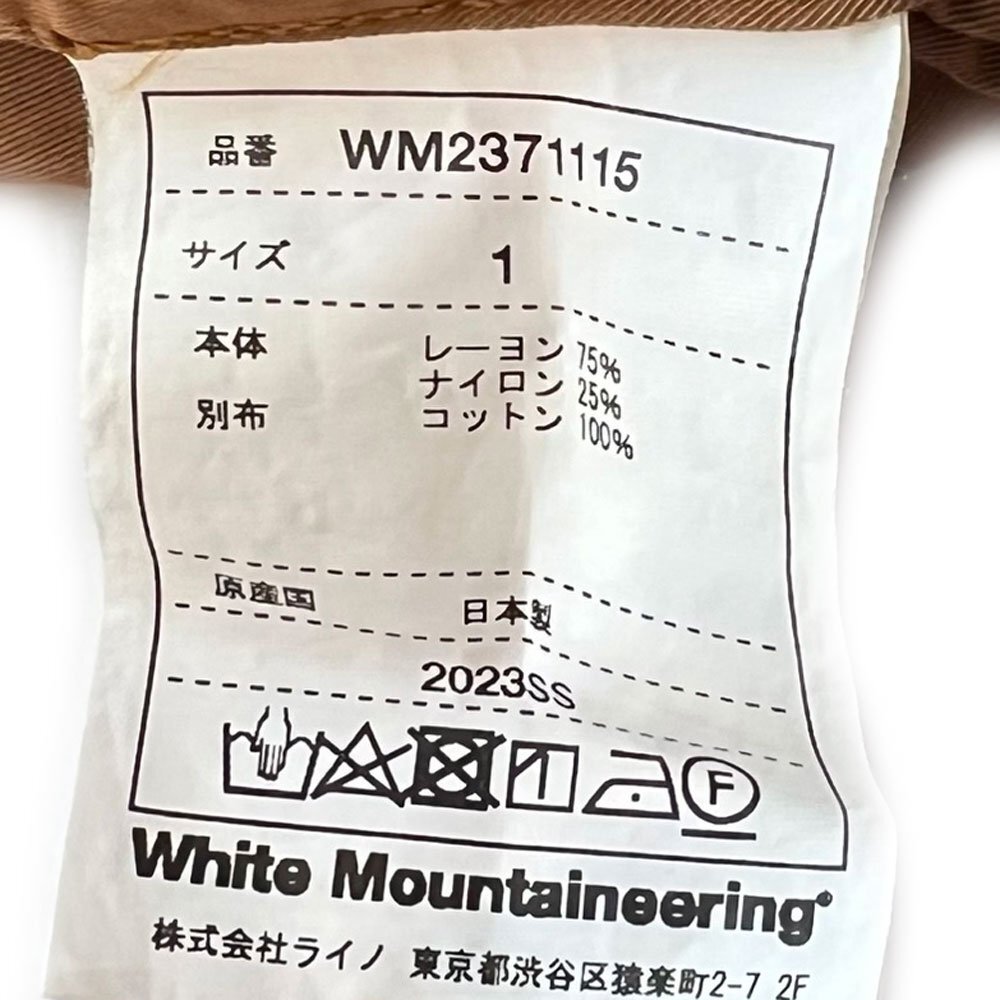 品番 WM2371115
サイズ 1
本体 レーヨン 75%
ナイロン 25%
別布 コットン 100%
原産国 日本製
2023SS
F
White Mountaineering®
株式会社ライノ 東京都渋谷区猿楽町2-7 2F